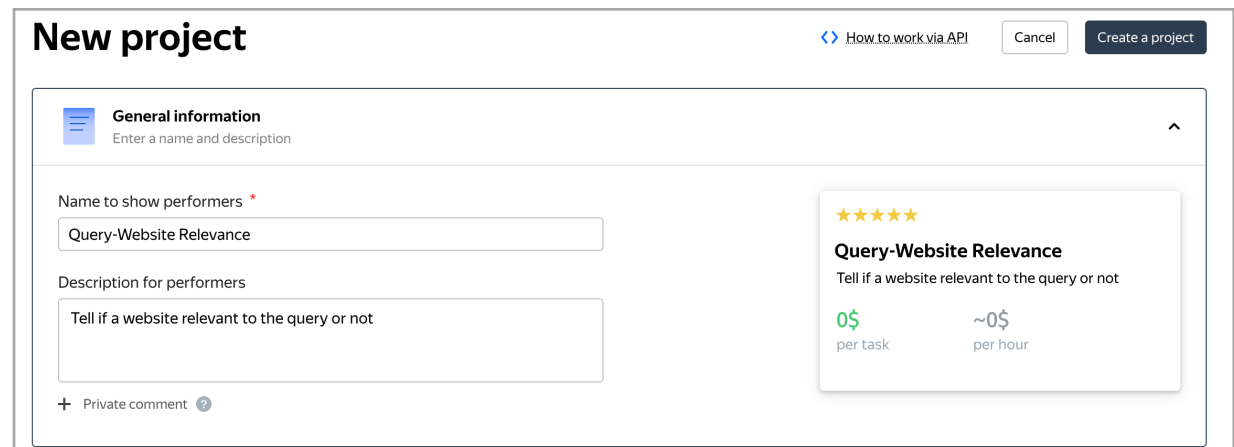 New project
How to work via API
Cancel
Create a project
General information
Enter a name and description
Name to show performers *
Query-Website Relevance
Description for performers
Tell if a website relevant to the query or not
+ Private comment ?
★★★★★
Query-Website Relevance
Tell if a website relevant to the query or not
0$ ~0$
per task per hour